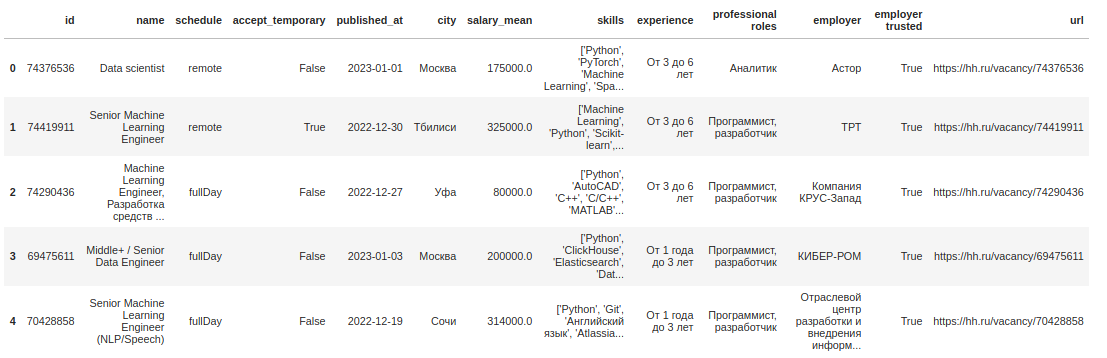 id name schedule accept_temporary published_at city salary_mean skills experience professional roles employer employer trusted url
0 74376536 Data scientist remote False 2023-01-01 Москва 175000.0 ['Python', 'PyTorch', 'Machine Learning', 'Spa... От 3 до 6 лет Аналитик Астор True https://hh.ru/vacancy/74376536
1 74419911 Senior Machine Learning Engineer remote True 2022-12-30 Тбилиси 325000.0 ['Machine Learning', 'Python', 'Scikit-learn',... От 3 до 6 лет Программист, разработчик ТРТ True https://hh.ru/vacancy/74419911
2 74290436 Machine Learning Engineer, Разработка средств ... fullDay False 2022-12-27 Уфа 80000.0 ['Python', 'AutoCAD', 'C++', 'C/C++', 'MATLAB'... От 3 до 6 лет Программист, разработчик Компания КРУС-Запад True https://hh.ru/vacancy/74290436
3 69475611 Middle+ / Senior Data Engineer fullDay False 2023-01-03 Москва 200000.0 ['Python', 'ClickHouse', 'Elasticsearch', 'Dat... От 1 года до 3 лет Программист, разработчик КИБЕР-РОМ True https://hh.ru/vacancy/69475611
4 70428858 Senior Machine Learning Engineer (NLP/Speech) fullDay False 2022-12-19 Сочи 314000.0 ['Python', 'Git', 'Английский язык', 'Atlassia... От 1 года до 3 лет Программист, разработчик Отраслевой центр разработки и внедрения информ... True https://hh.ru/vacancy/70428858